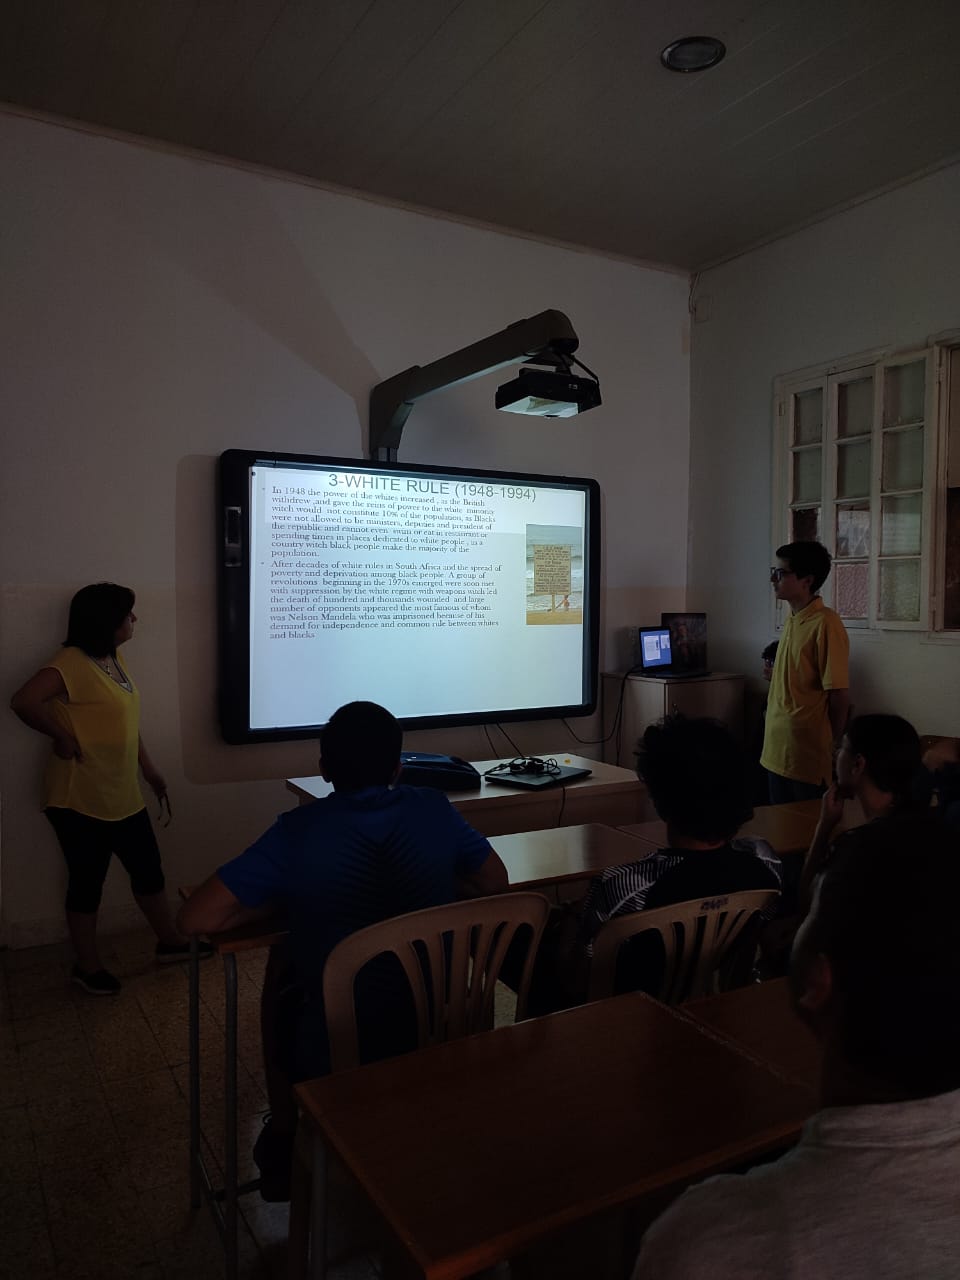 3-WHITE RULE (1948-1994)
In 1948 the power of the whites increased , as the British
withdrew ,and gave the reins of power to the white minority
witch would not constitute 10% of the population, as Blacks
were not allowed to be ministers, deputies and president of
the republic and cannot even swim or eat in restaurant or
spending times in places dedicated to white people , in a
country witch black people make the majority of the
population.
After decades of white rules in South Africa and the spread of
poverty and deprivation among black people. A group of
revolutions beginning in the 1970s emerged were soon met
with suppression by the white regime with weapons witch led
the death of hundred and thousands wounded and large
number of opponents appeared the most famous of whom
was Nelson Mandela who was imprisoned because of his
demand for independence and common rule between whites
and blacks